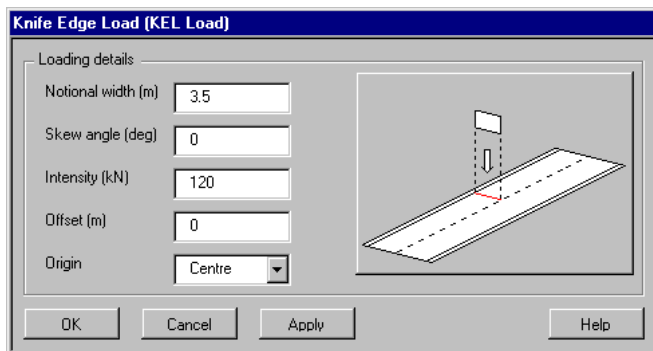 Knife Edge Load (KEL Load)
Loading details
Notional width (m) 3.5
Skew angle (deg) 0
Intensity (kN) 120
Offset (m) 0
Origin Centre
OK Cancel Apply Help